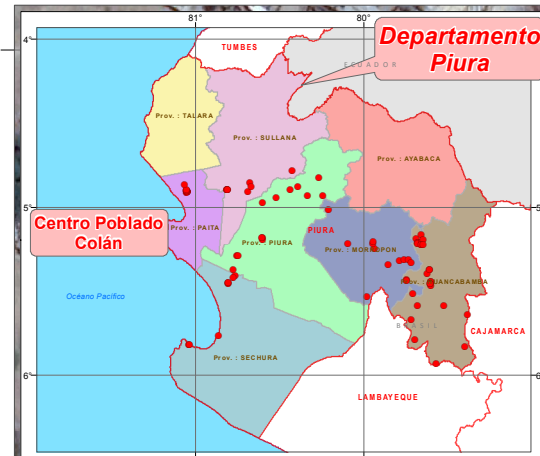 81°
80°
4°
TUMBES
Departamento
Piura
ECUADOR
Prov. : TALARA
Prov. : SULLANA
Prov. : AYABACA
5°
5
Centro Poblado
Colán
Prov. : PAITA
Prov. : PIURA
PIURA
Prov. : MORROPON
Prov. : HUANCABAMBA
Océano Pacífico
BRASIL
CAJAMARCA
Prov. : SECHURA
6°
6
LAMBAYEQUE